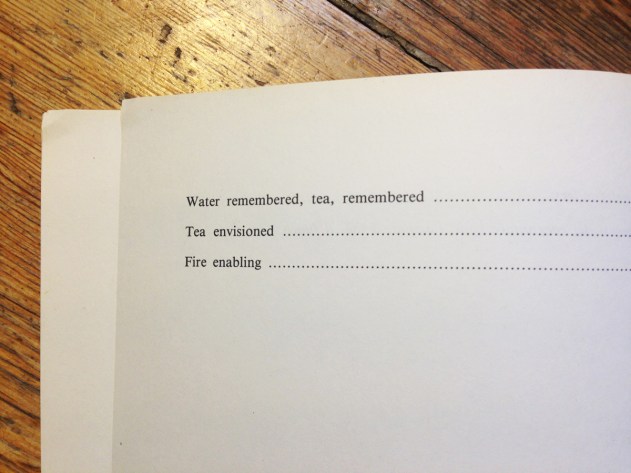 Water remembered, tea, remembered ........................................
Tea envisioned ........................................................................
Fire enabling ...........................................................................